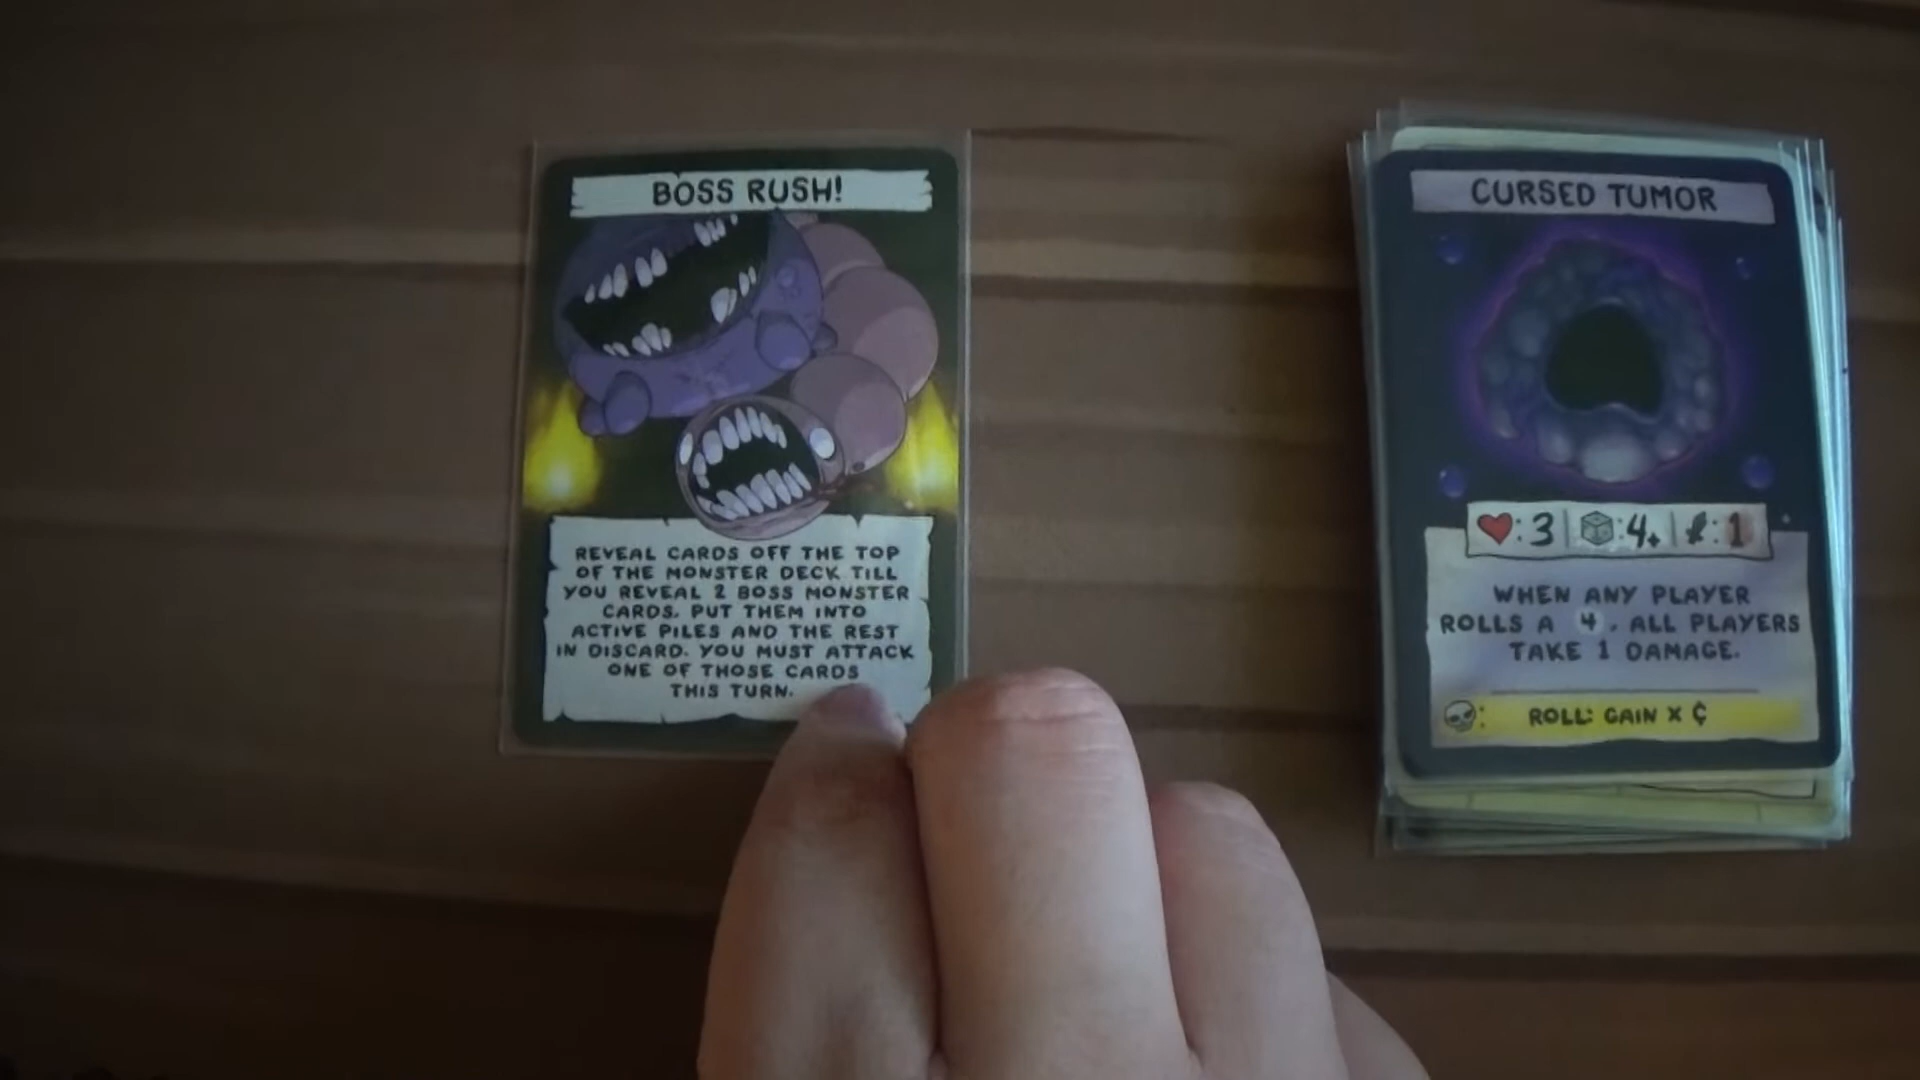 BOSS RUSH!
REVEAL CARDS OFF THE TOP
OF THE MONSTER DECK TILL
YOU REVEAL 2 BOSS MONSTER
CARDS. PUT THEM INTO
ACTIVE PILES AND THE REST
IN DISCARD. YOU MUST ATTACK
ONE OF THOSE CARDS
THIS TURN.
CURSED TUMOR
:3 :4+ :1
WHEN ANY PLAYER
ROLLS A 4, ALL PLAYERS
TAKE 1 DAMAGE.
: ROLL: GAIN X ¢